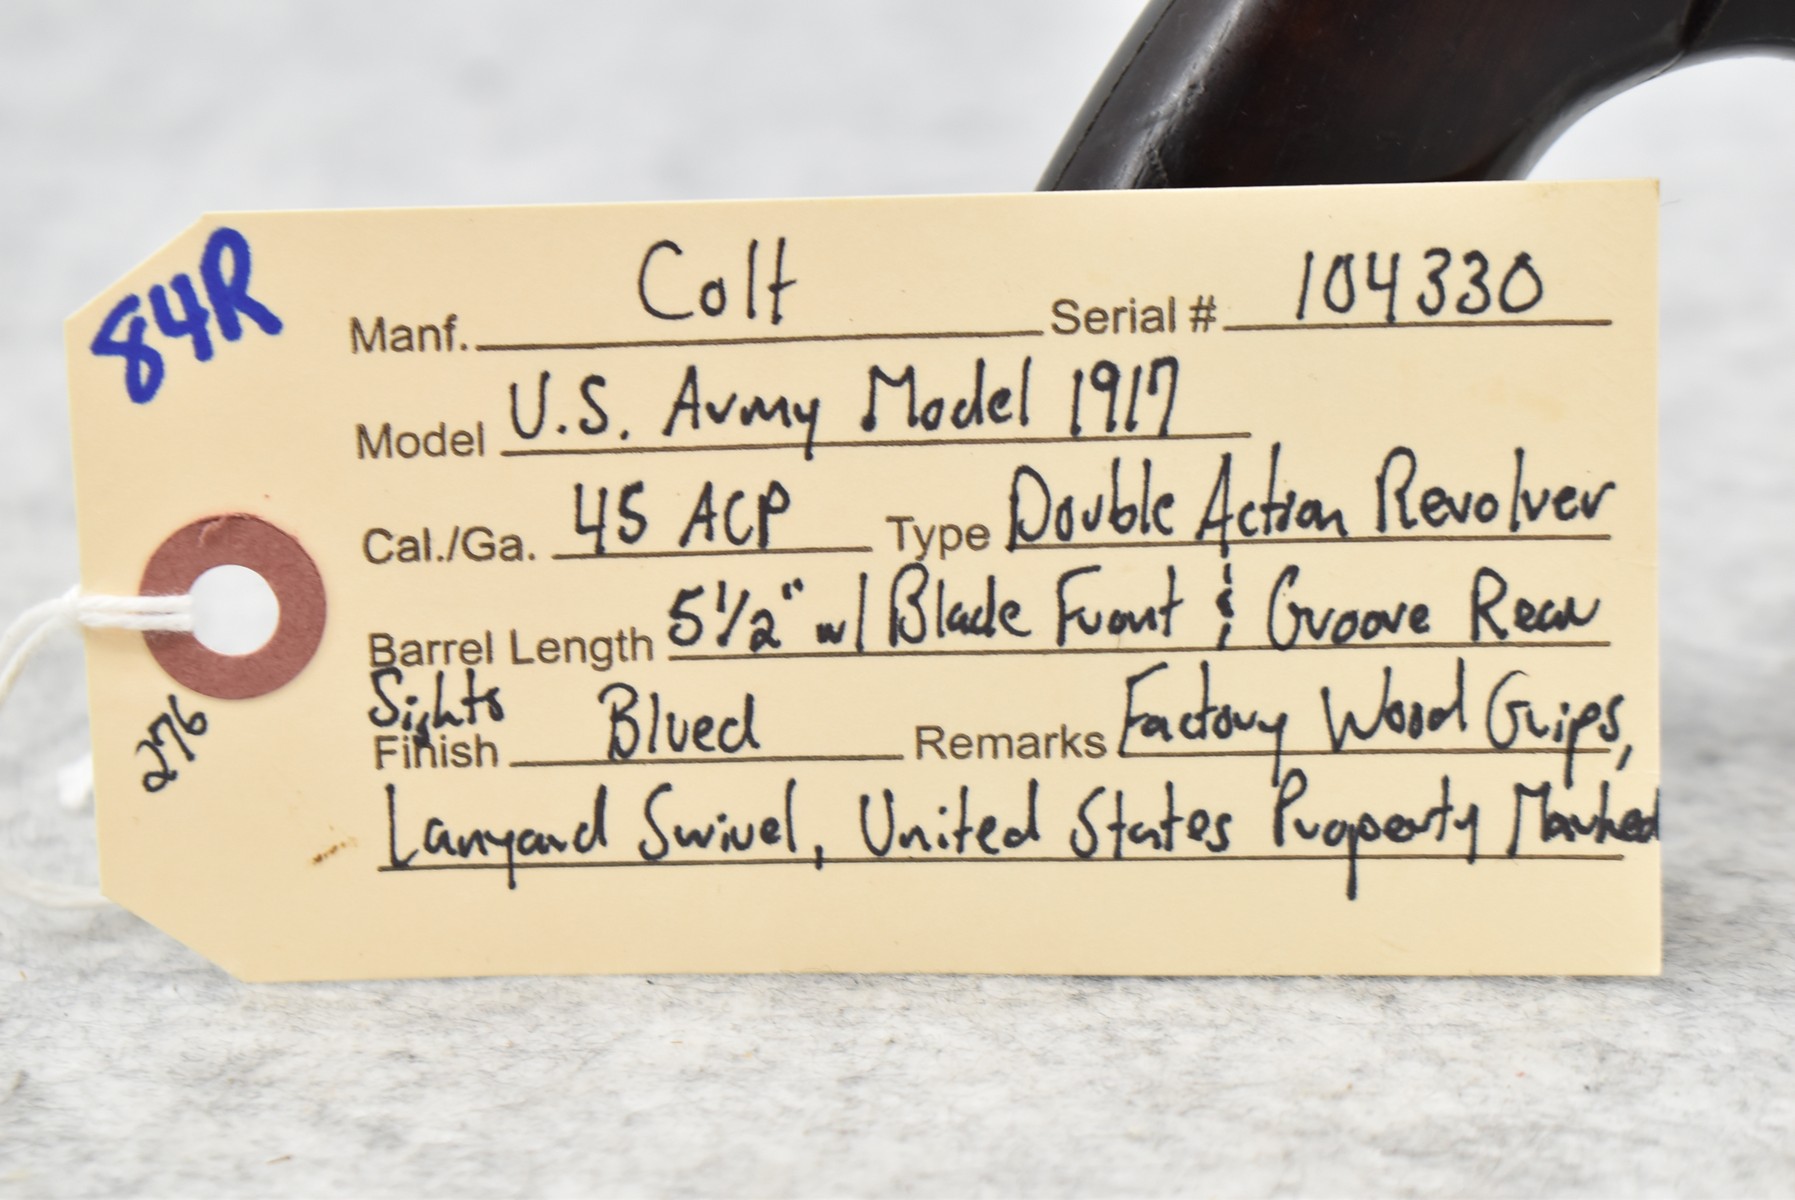 84R
Manf. Colt Serial # 104330
Model U.S. Army Model 1917
Cal./Ga. 45 ACP Type Double Action Revolver
Barrel Length 5 1/2" w/ Blade Front & Groove Rear
Sights
Finish Blued Remarks Factory Wood Grips,
Lanyard Swivel, United States Property Marked
276